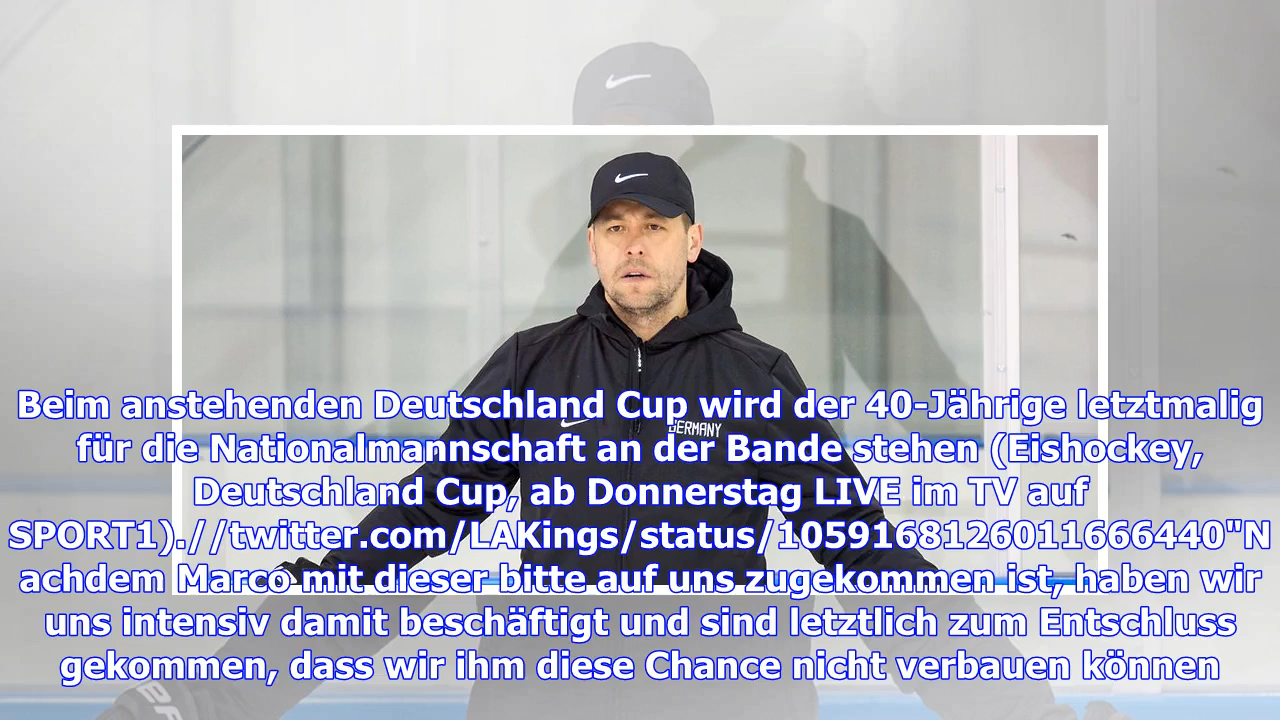 Beim anstehenden Deutschland Cup wird der 40-Jährige letztmalig
für die Nationalmannschaft an der Bande stehen (Eishockey,
GERMANY
Deutschland Cup, ab Donnerstag LIVE im TV auf
SPORT1).//twitter.com/LAKings/status/1059168126011666440"N
achdem Marco mit dieser bitte auf uns zugekommen ist, haben wir
uns intensiv damit beschäftigt und sind letztlich zum Entschluss
gekommen, dass wir ihm diese Chance nicht verbauen können